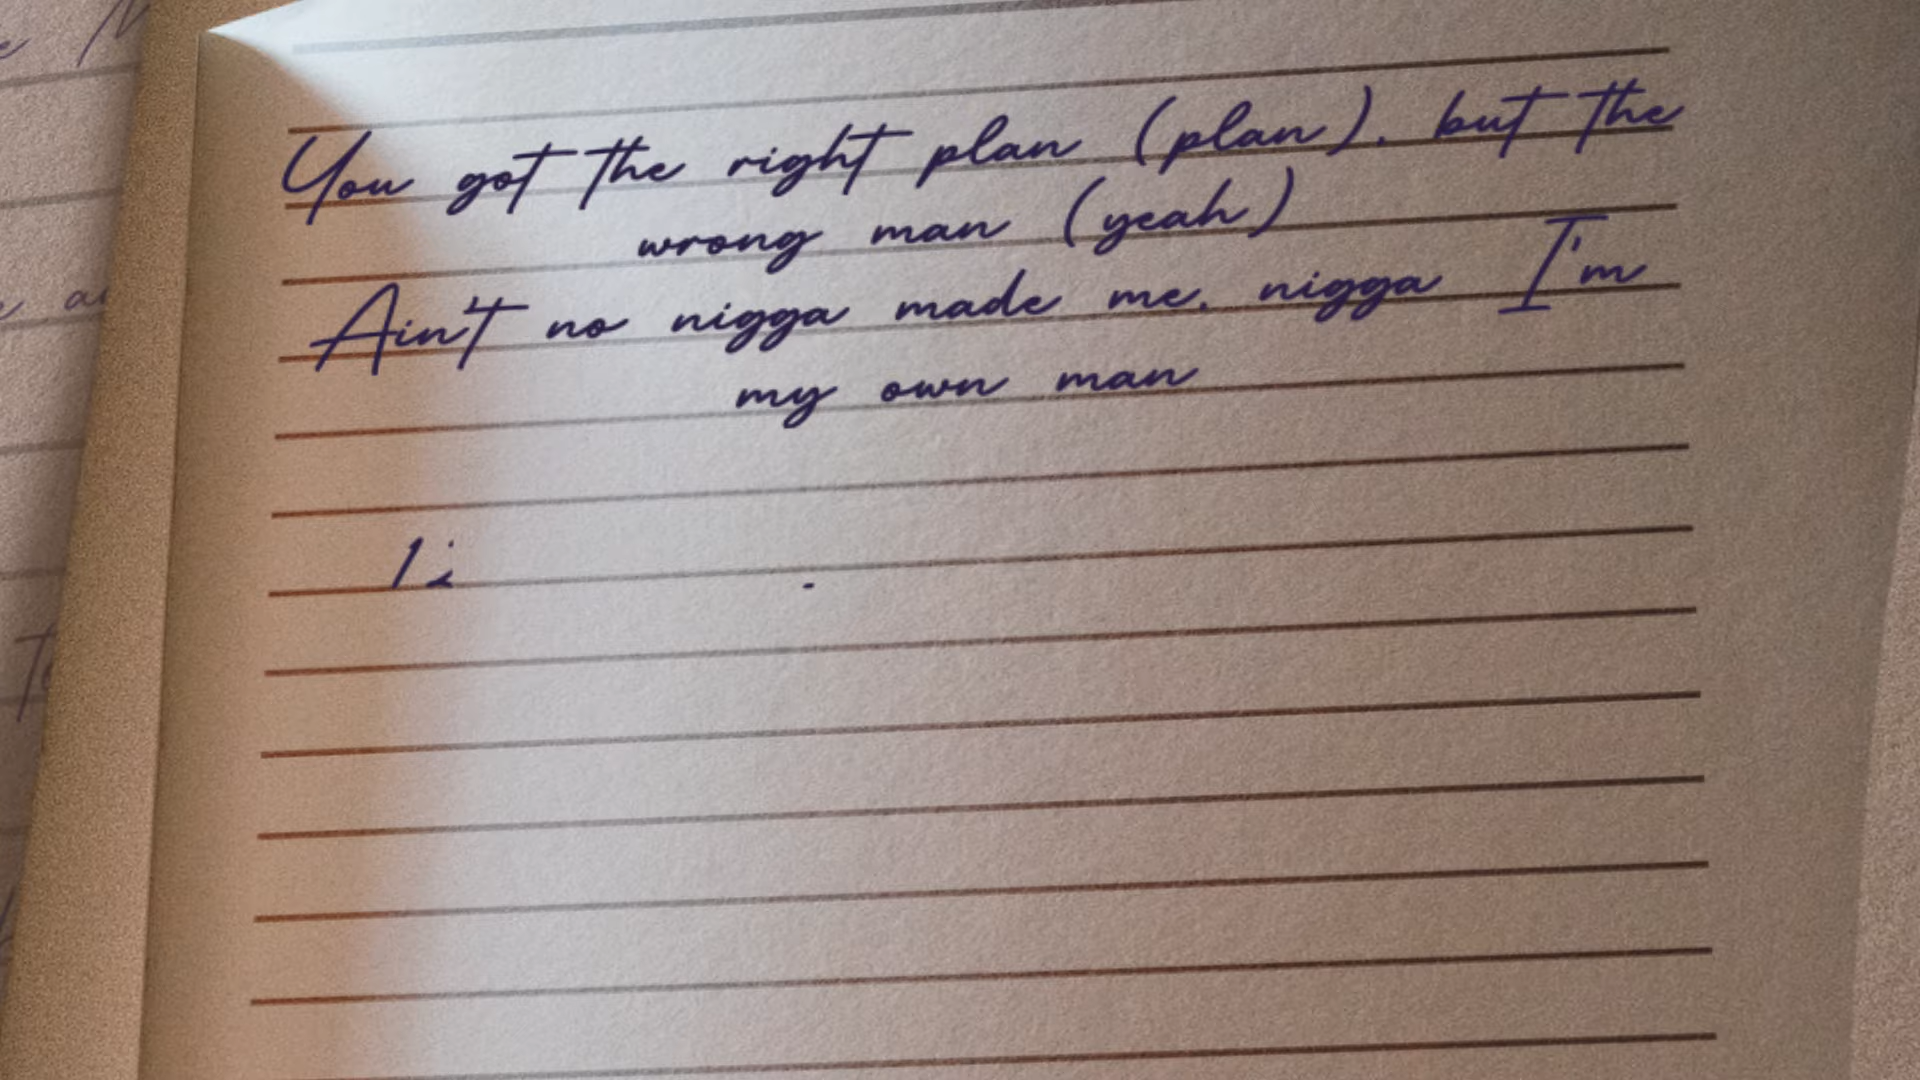 You got the right plan (plan), but the
wrong man (yeah)
Ain't no nigga made me, nigga I'm
my own man